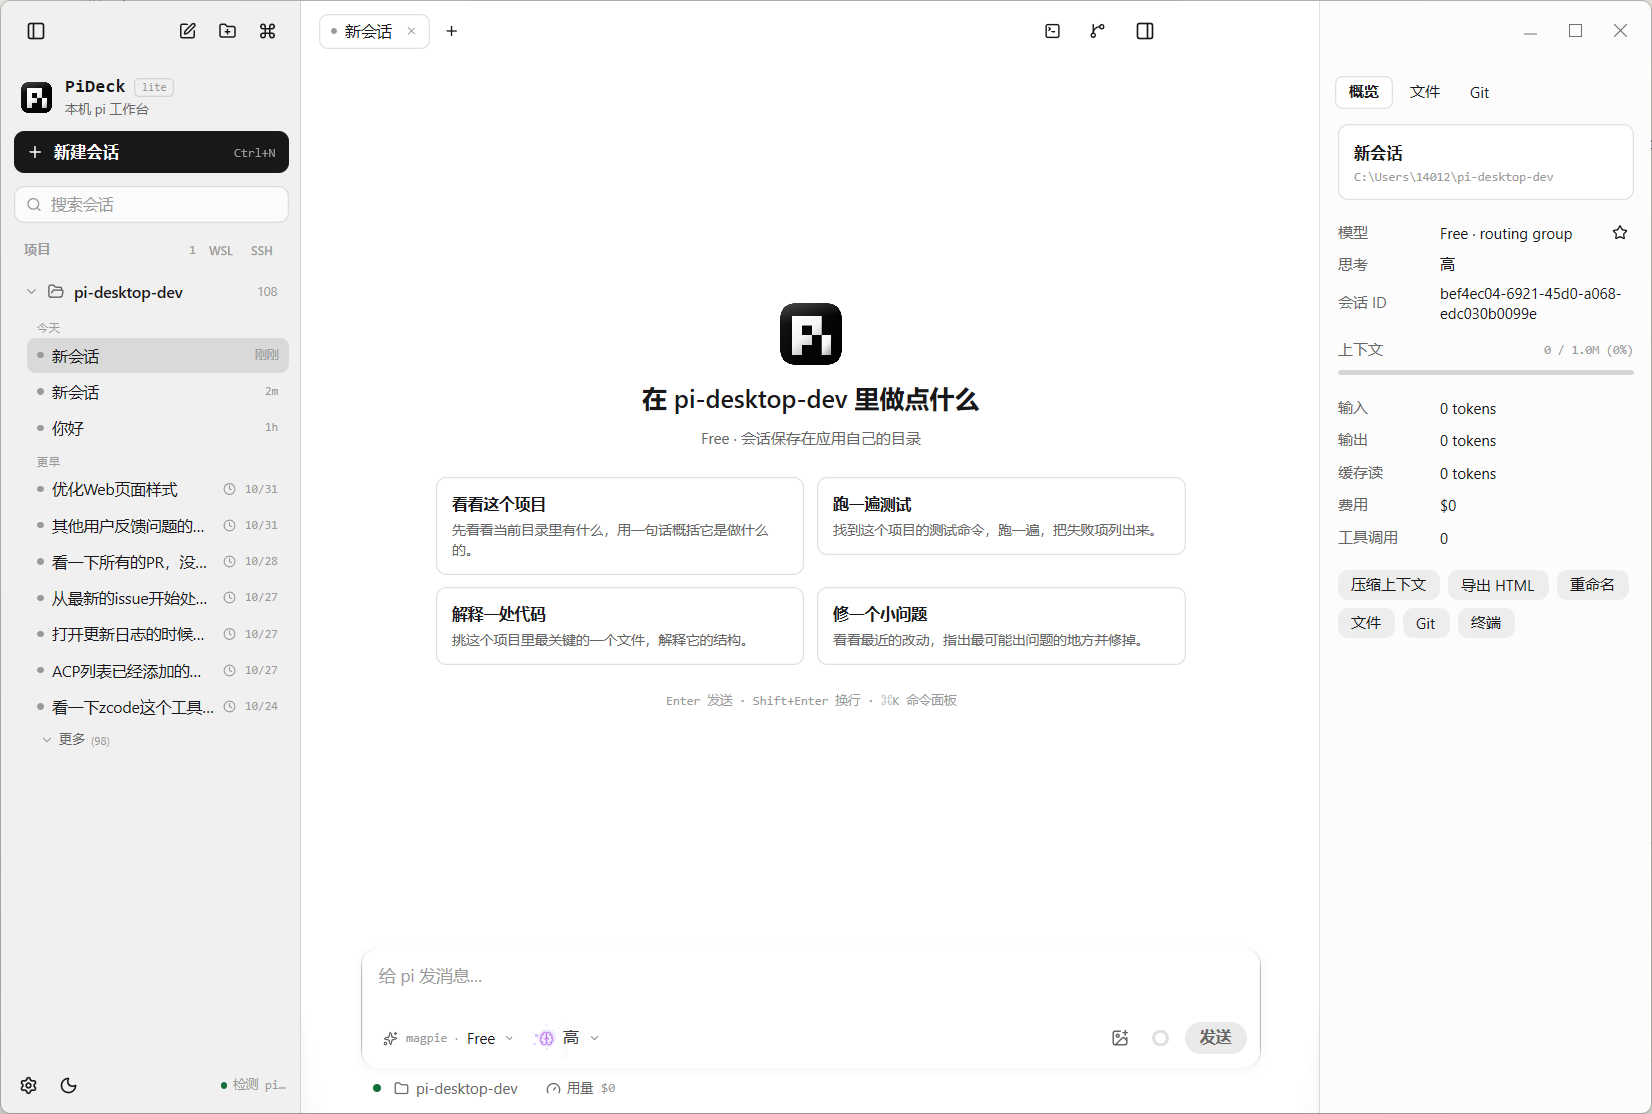 PiDeck lite
本机 pi 工作台
新建会话 Ctrl+N
搜索会话
项目 1 WSL SSH
pi-desktop-dev 108
今天
新会话 刚刚
新会话 2m
你好 1h
更早
优化Web页面样式 10/31
其他用户反馈问题的... 10/31
看一下所有的PR，没... 10/28
从最新的issue开始处... 10/27
打开更新日志的时候... 10/27
ACP列表已经添加的... 10/27
看一下zcode这个工具... 10/24
更多 (98)
检测 pi...
新会话
在 pi-desktop-dev 里做点什么
Free · 会话保存在应用自己的目录
看看这个项目
先看看当前目录里有什么，用一句话概括它是做什么
的。
跑一遍测试
找到这个项目的测试命令，跑一遍，把失败项列出来。
解释一处代码
挑这个项目里最关键的一个文件，解释它的结构。
修一个小问题
看看最近的改动，指出最可能出问题的地方并修掉。
Enter 发送 · Shift+Enter 换行 · ⌘K 命令面板
给 pi 发消息...
magpie · Free 高 发送
pi-desktop-dev 用量 $0
概览 文件 Git
新会话
C:\Users\14012\pi-desktop-dev
模型 Free · routing group
思考 高
会话 ID bef4ec04-6921-45d0-a068-
edc030b0099e
上下文 0 / 1.0M (0%)
输入 0 tokens
输出 0 tokens
缓存读 0 tokens
费用 $0
工具调用 0
压缩上下文 导出 HTML 重命名
文件 Git 终端